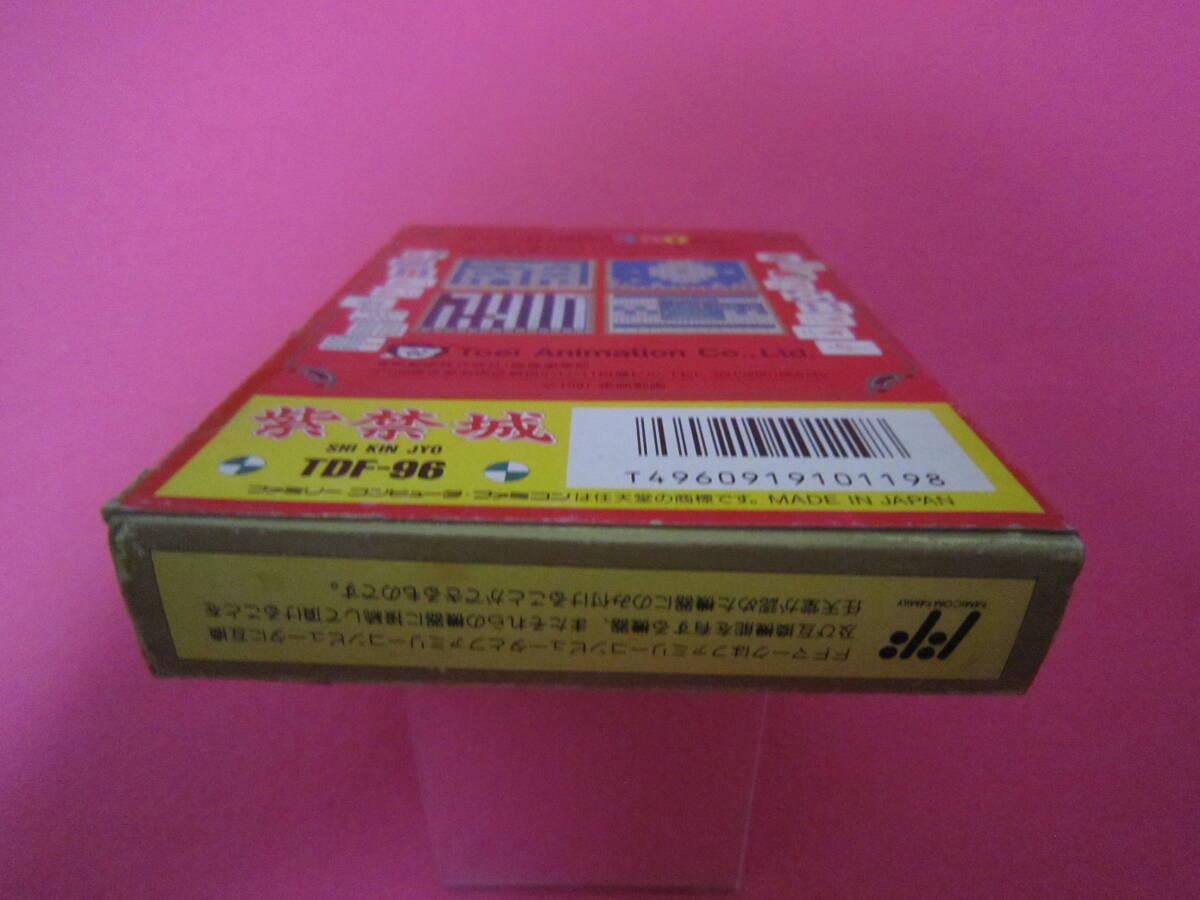 Toei Animation Co., Ltd.
紫禁城
SHI KIN JYO
TDF-96
T4960919101198
ファミリーコンピュータ・ファミコンは任天堂の商標です。 MADE IN JAPAN
FFマークはファミリーコンピュータとファミリーコンピュータに互換
及び互換機能を有する機器、またそれらの機器に接続して頂けることを
任天堂が認めた機器にのみ付けることができるものです。
FAMICOM FAMILY